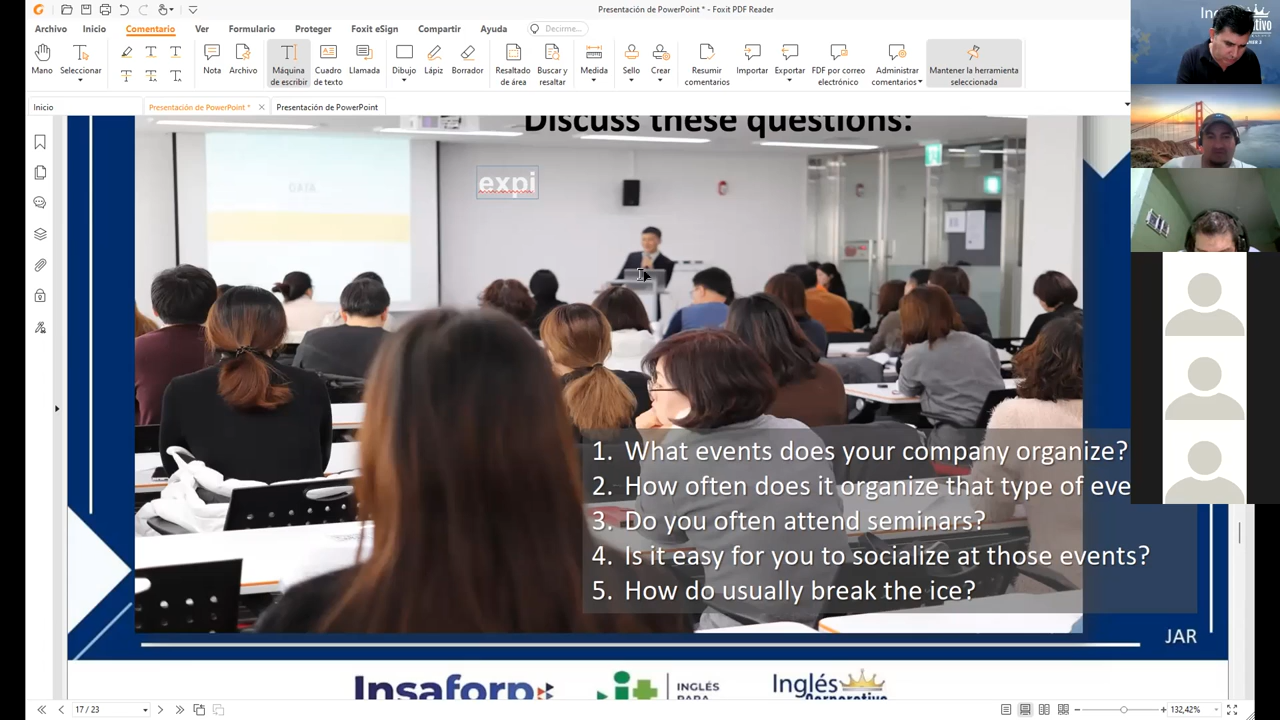 Presentación de PowerPoint * - Foxit PDF Reader
Archivo Inicio Comentario Ver Formulario Proteger Foxit eSign Compartir Ayuda Decirme...
Mano Seleccionar Nota Archivo Máquina de escribir Cuadro de texto Llamada Dibujo Lápiz Borrador Resaltado de área Buscar y resaltar Medida Sello Crear Resumir comentarios Importar Exportar PDF por correo electrónico Administrar comentarios Mantener la herramienta seleccionada
Inicio Presentación de PowerPoint * Presentación de PowerPoint
Discuss these questions:
DATA
expi
1. What events does your company organize?
2. How often does it organize that type of eve
3. Do you often attend seminars?
4. Is it easy for you to socialize at those events?
5. How do usually break the ice?
JAR
Insaforp
INGLÉS
Inglés
17 / 23
132,42%